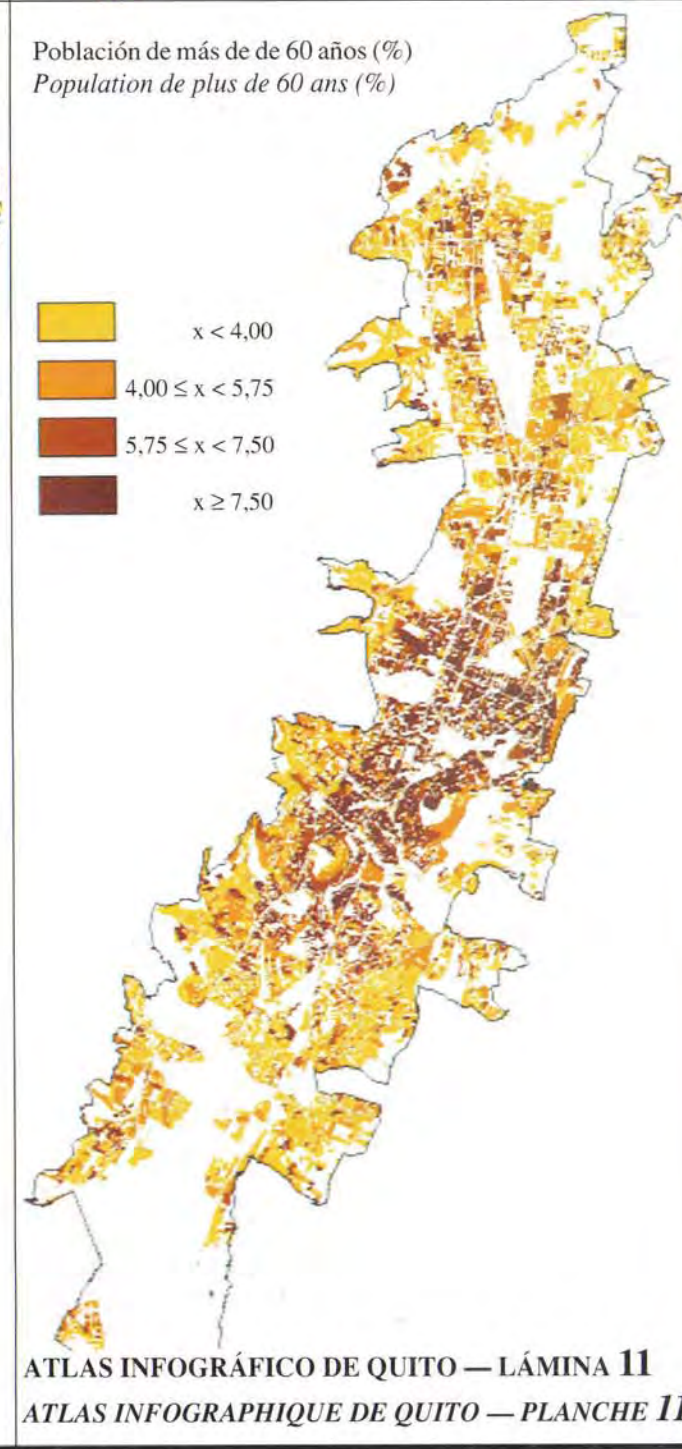 Población de más de de 60 años (%)
Population de plus de 60 ans (%)
x < 4,00
4,00 ≤ x < 5,75
5,75 ≤ x < 7,50
x ≥ 7,50
ATLAS INFOGRÁFICO DE QUITO — LÁMINA 11
ATLAS INFOGRAPHIQUE DE QUITO — PLANCHE 11